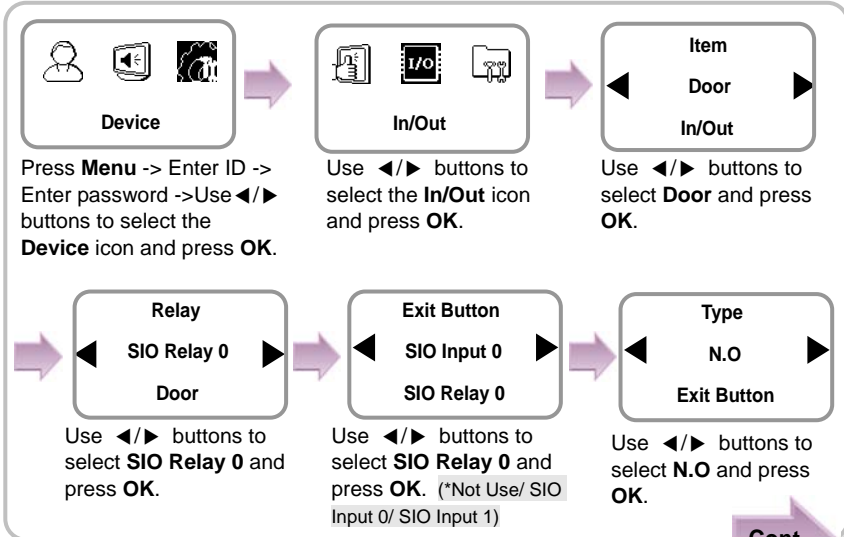 I/O
Device
In/Out
Item
Door
In/Out
Press Menu -> Enter ID ->
Enter password ->Use ◀/▶
buttons to select the
Device icon and press OK.
Use ◀/▶ buttons to
select the In/Out icon
and press OK.
Use ◀/▶ buttons to
select Door and press
OK.
Relay
SIO Relay 0
Door
Exit Button
SIO Input 0
SIO Relay 0
Type
N.O
Exit Button
Use ◀/▶ buttons to
select SIO Relay 0 and
press OK.
Use ◀/▶ buttons to
select SIO Relay 0 and
press OK. (*Not Use/ SIO
Input 0/ SIO Input 1)
Use ◀/▶ buttons to
select N.O and press
OK.
Cont